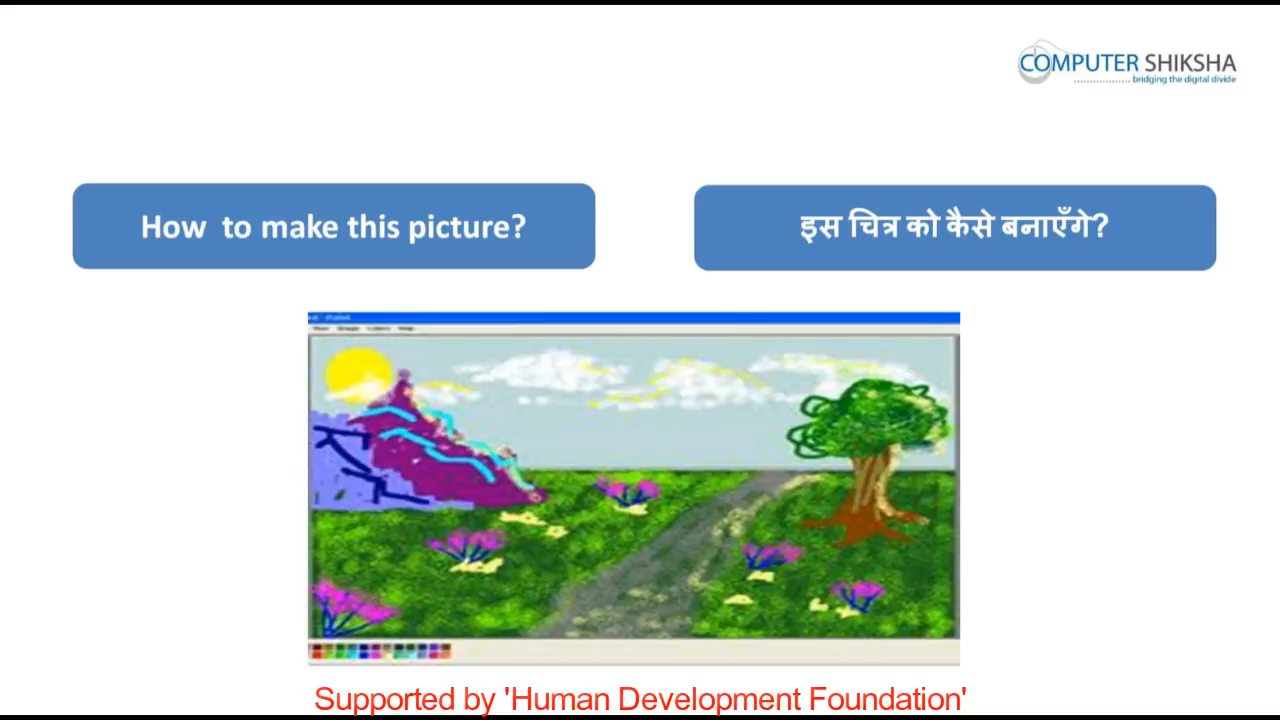 COMPUTER SHIKSHA
bridging the digital divide
How to make this picture?
इस चित्र को कैसे बनाएँगे?
Supported by 'Human Development Foundation'